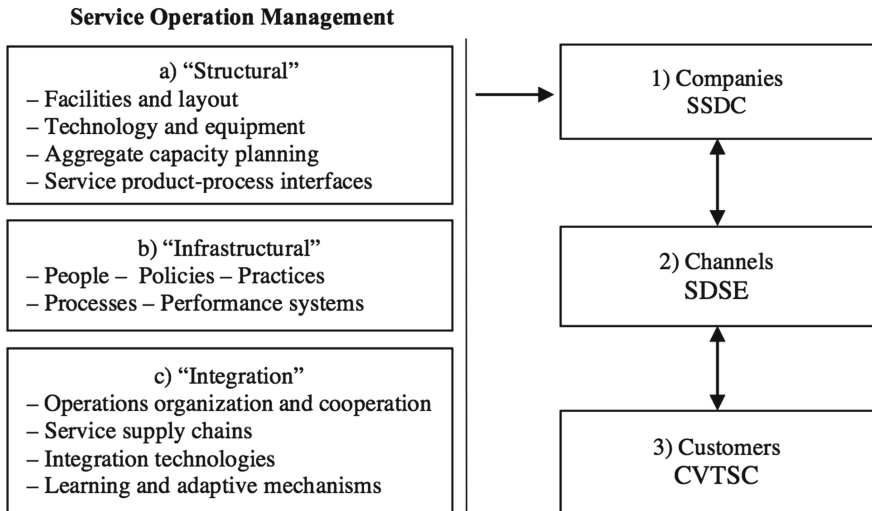 Service Operation Management
a) “Structural”
– Facilities and layout
– Technology and equipment
– Aggregate capacity planning
– Service product-process interfaces
b) “Infrastructural”
– People – Policies – Practices
– Processes – Performance systems
c) “Integration”
– Operations organization and cooperation
– Service supply chains
– Integration technologies
– Learning and adaptive mechanisms
1) Companies
SSDC
2) Channels
SDSE
3) Customers
CVTSC